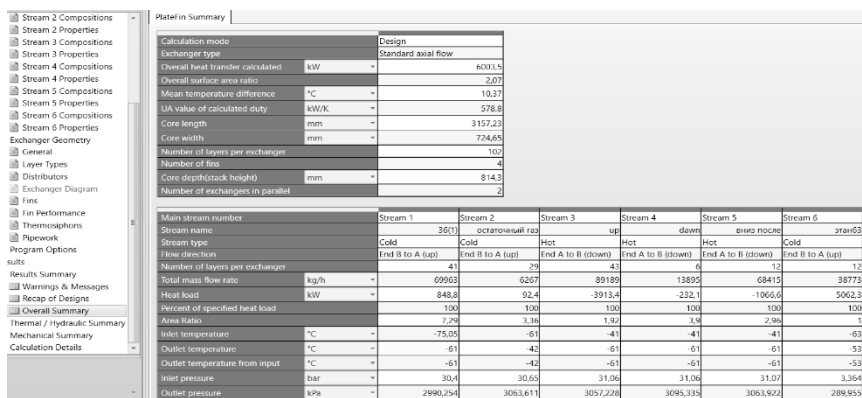 Stream 2 Compositions
Stream 2 Properties
Stream 3 Compositions
Stream 3 Properties
Stream 4 Compositions
Stream 4 Properties
Stream 5 Compositions
Stream 5 Properties
Stream 6 Compositions
Stream 6 Properties
Exchanger Geometry
General
Layer Types
Distributors
Exchanger Diagram
Fins
Fin Performance
Thermosiphons
Pipework
Program Options
sults
Results Summary
Warnings & Messages
Recap of Designs
Overall Summary
Thermal / Hydraulic Summary
Mechanical Summary
Calculation Details
PlateFin Summary
Calculation mode Design
Exchanger type Standard axial flow
Overall heat transfer calculated kW 6003,5
Overall surface area ratio 2,07
Mean temperature difference °C 10,37
UA value of calculated duty kW/K 578,8
Core length mm 3157,23
Core width mm 724,65
Number of layers per exchanger 102
Number of fins 4
Core depth(stack height) mm 814,3
Number of exchangers in parallel 2
Main stream number Stream 1 Stream 2 Stream 3 Stream 4 Stream 5 Stream 6
Stream name 36(1) остаточный газ up dawn вниз после этан63
Stream type Cold Cold Hot Hot Hot Cold
Flow direction End B to A (up) End B to A (up) End A to B (down) End A to B (down) End A to B (down) End B to A (up)
Number of layers per exchanger 41 29 43 6 12 12
Total mass flow rate kg/h 69963 6267 89189 13895 68415 38773
Heat load kW 848,8 92,4 -3913,4 -232,1 -1066,6 5062,3
Percent of specified heat load 100 100 100 100 100 100
Area Ratio 7,29 3,36 1,92 3,9 2,96 1
Inlet temperature °C -75,05 -61 -41 -41 -41 -63
Outlet temperature °C -61 -42 -61 -61 -61 -53
Outlet temperature from input °C -61 -42 -61 -61 -61 -53
Inlet pressure bar 30,4 30,65 31,06 31,06 31,07 3,364
Outlet pressure kPa 2990,254 3063,611 3057,228 3095,335 3063,922 289,955